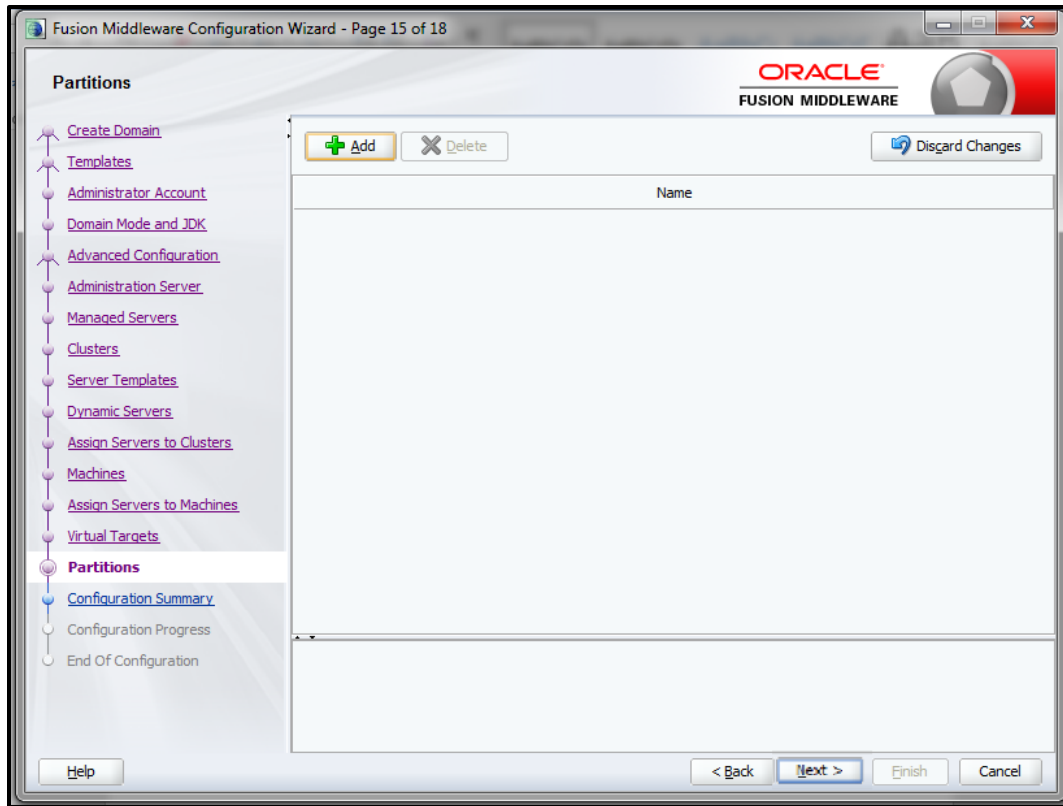 Fusion Middleware Configuration Wizard - Page 15 of 18
Partitions
ORACLE
FUSION MIDDLEWARE
Create Domain
Templates
Administrator Account
Domain Mode and JDK
Advanced Configuration
Administration Server
Managed Servers
Clusters
Server Templates
Dynamic Servers
Assign Servers to Clusters
Machines
Assign Servers to Machines
Virtual Targets
Partitions
Configuration Summary
Configuration Progress
End Of Configuration
Add Delete Discard Changes
Name
Help < Back Next > Finish Cancel